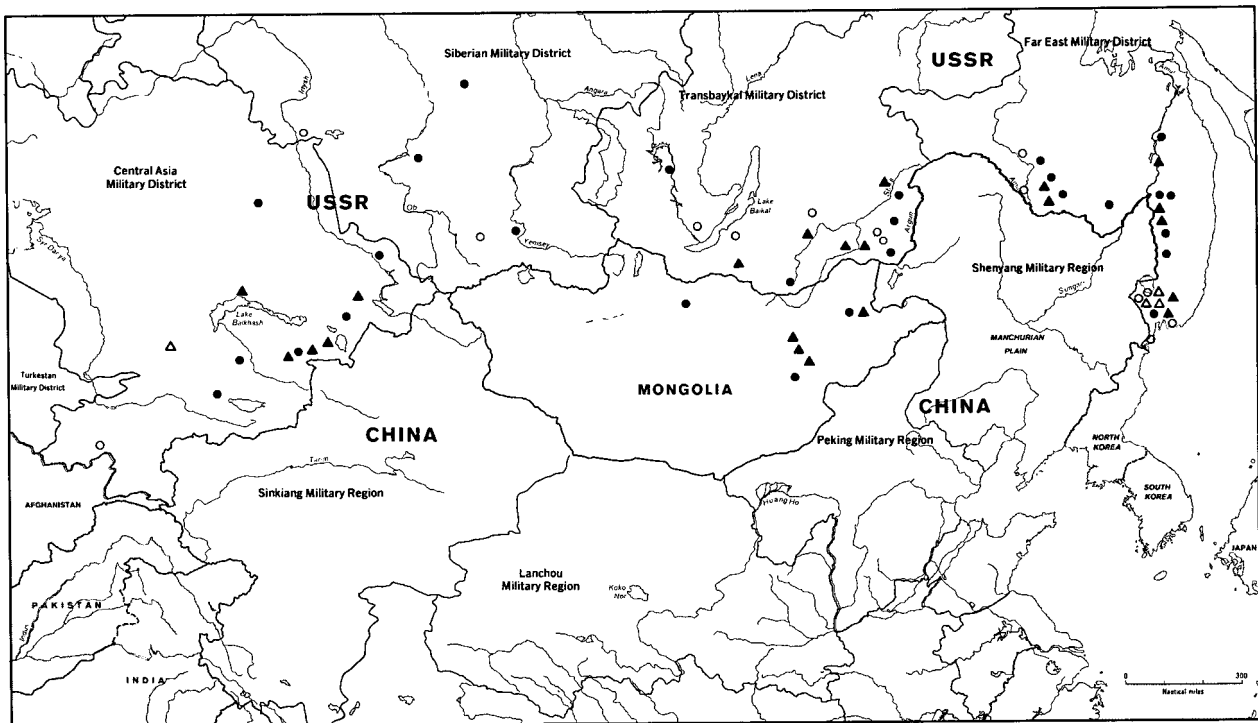 Siberian Military District
USSR
Far East Military District
Irtysh
Angara
Lena
Transbaykal Military District
Amur
Central Asia
Military District
USSR
Lake
Baikal
Shilka
Argun
Amur
Ob
Yenisey
Syr Darya
Shenyang Military Region
Sungari
Lake
Balkhash
MANCHURIAN
PLAIN
Turkestan
Military District
MONGOLIA
CHINA
CHINA
Peking Military Region
NORTH
KOREA
Tarim
Sinkiang Military Region
SOUTH
KOREA
AFGHANISTAN
Huang Ho
JAPAN
Lanchou
Military Region
Koko
Nor
PAKISTAN
Indus
INDIA
0 300
Nautical miles